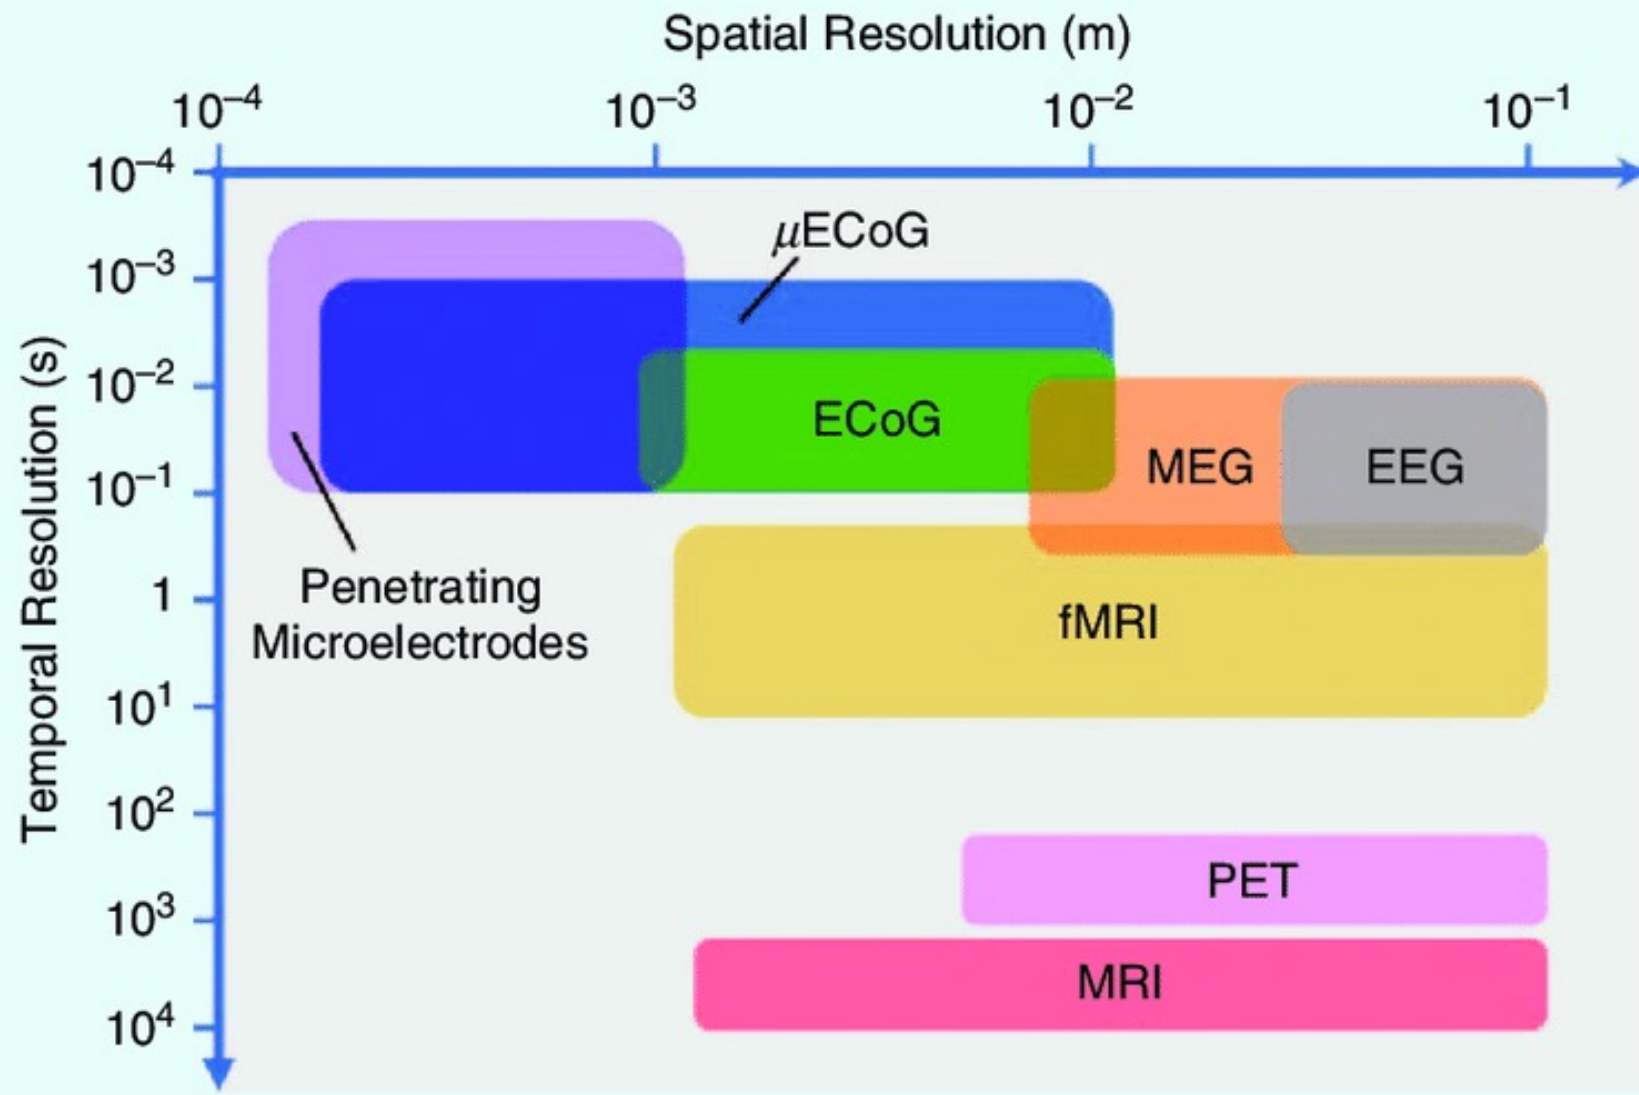 Spatial Resolution (m)
10⁻⁴ 10⁻³ 10⁻² 10⁻¹
10⁻⁴
μECoG
10⁻³
10⁻²
ECoG
MEG EEG
10⁻¹
Penetrating
Microelectrodes
1
fMRI
10¹
10²
PET
10³
MRI
10⁴
Temporal Resolution (s)